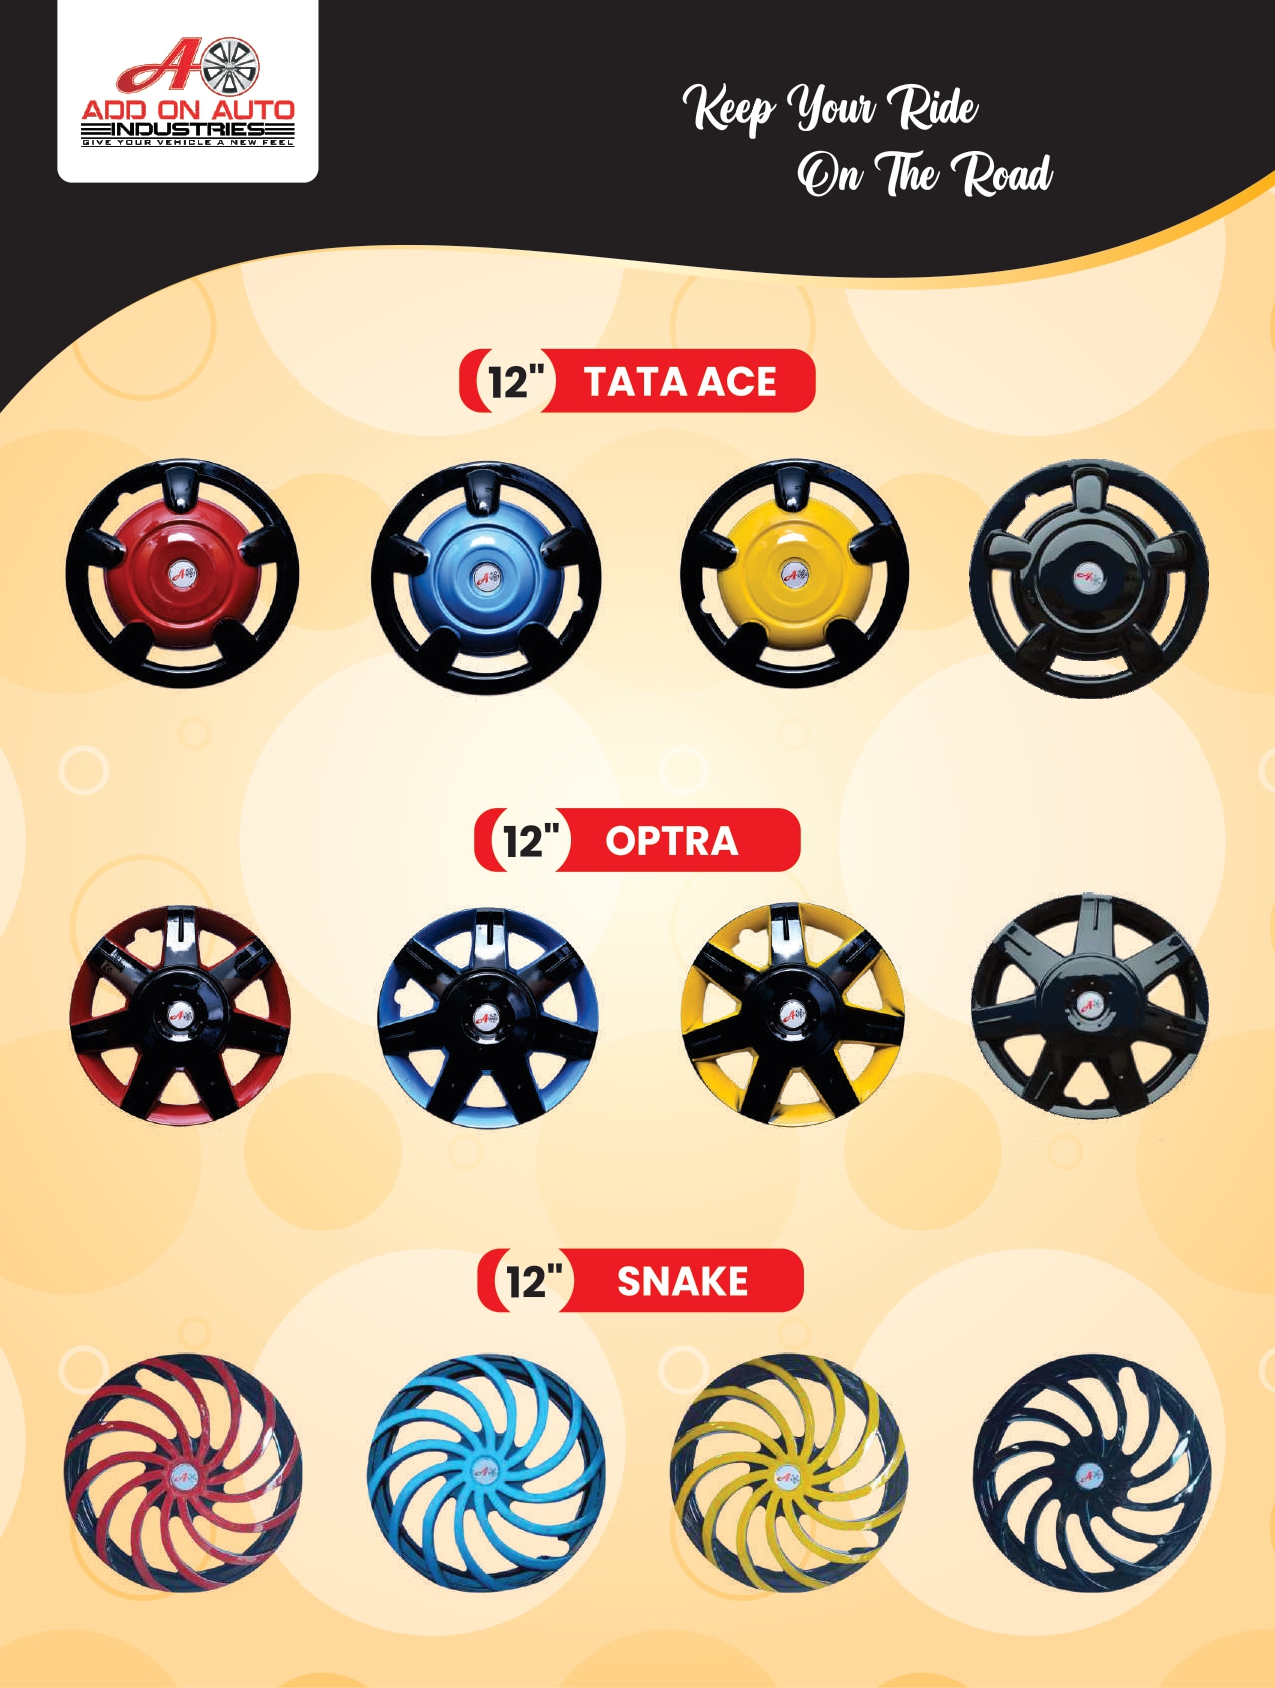 A
ADD ON AUTO
INDUSTRIES
GIVE YOUR VEHICLE A NEW FEEL
Keep Your Ride
On The Road
12" TATA ACE
12" OPTRA
12" SNAKE